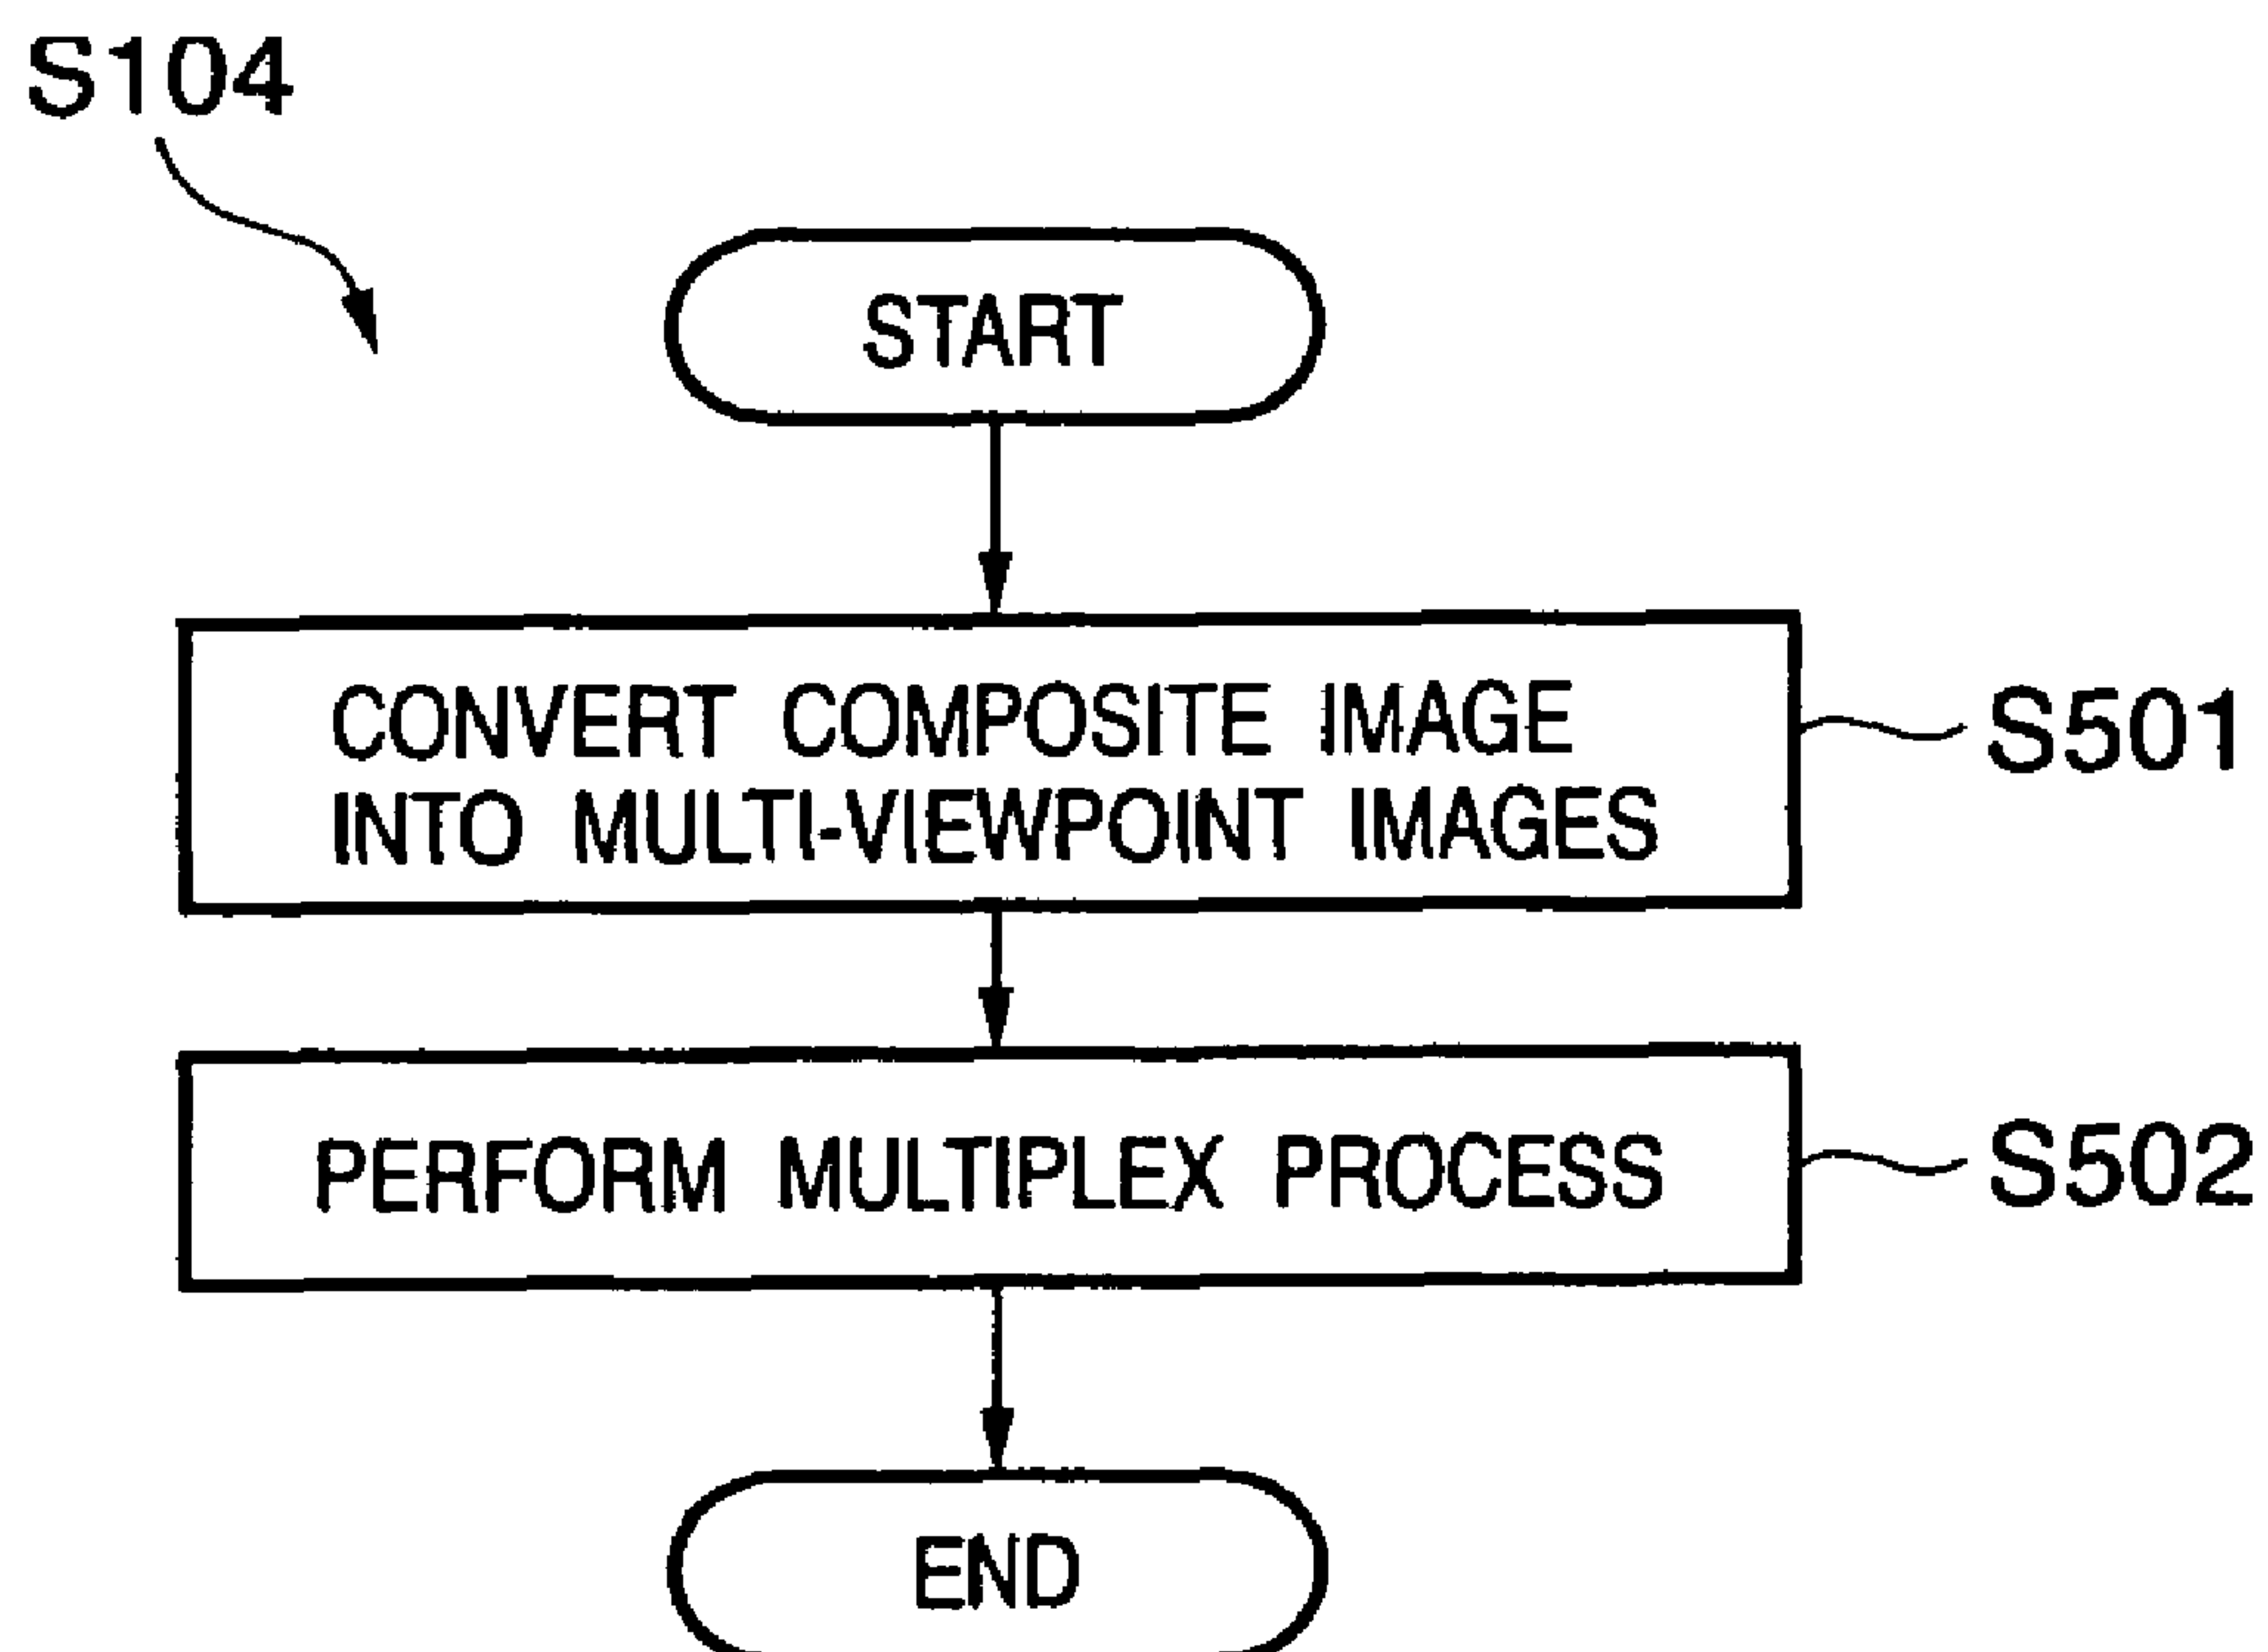 S104
START
CONVERT COMPOSITE IMAGE
INTO MULTI-VIEWPOINT IMAGES
S501
PERFORM MULTIPLEX PROCESS
S502
END